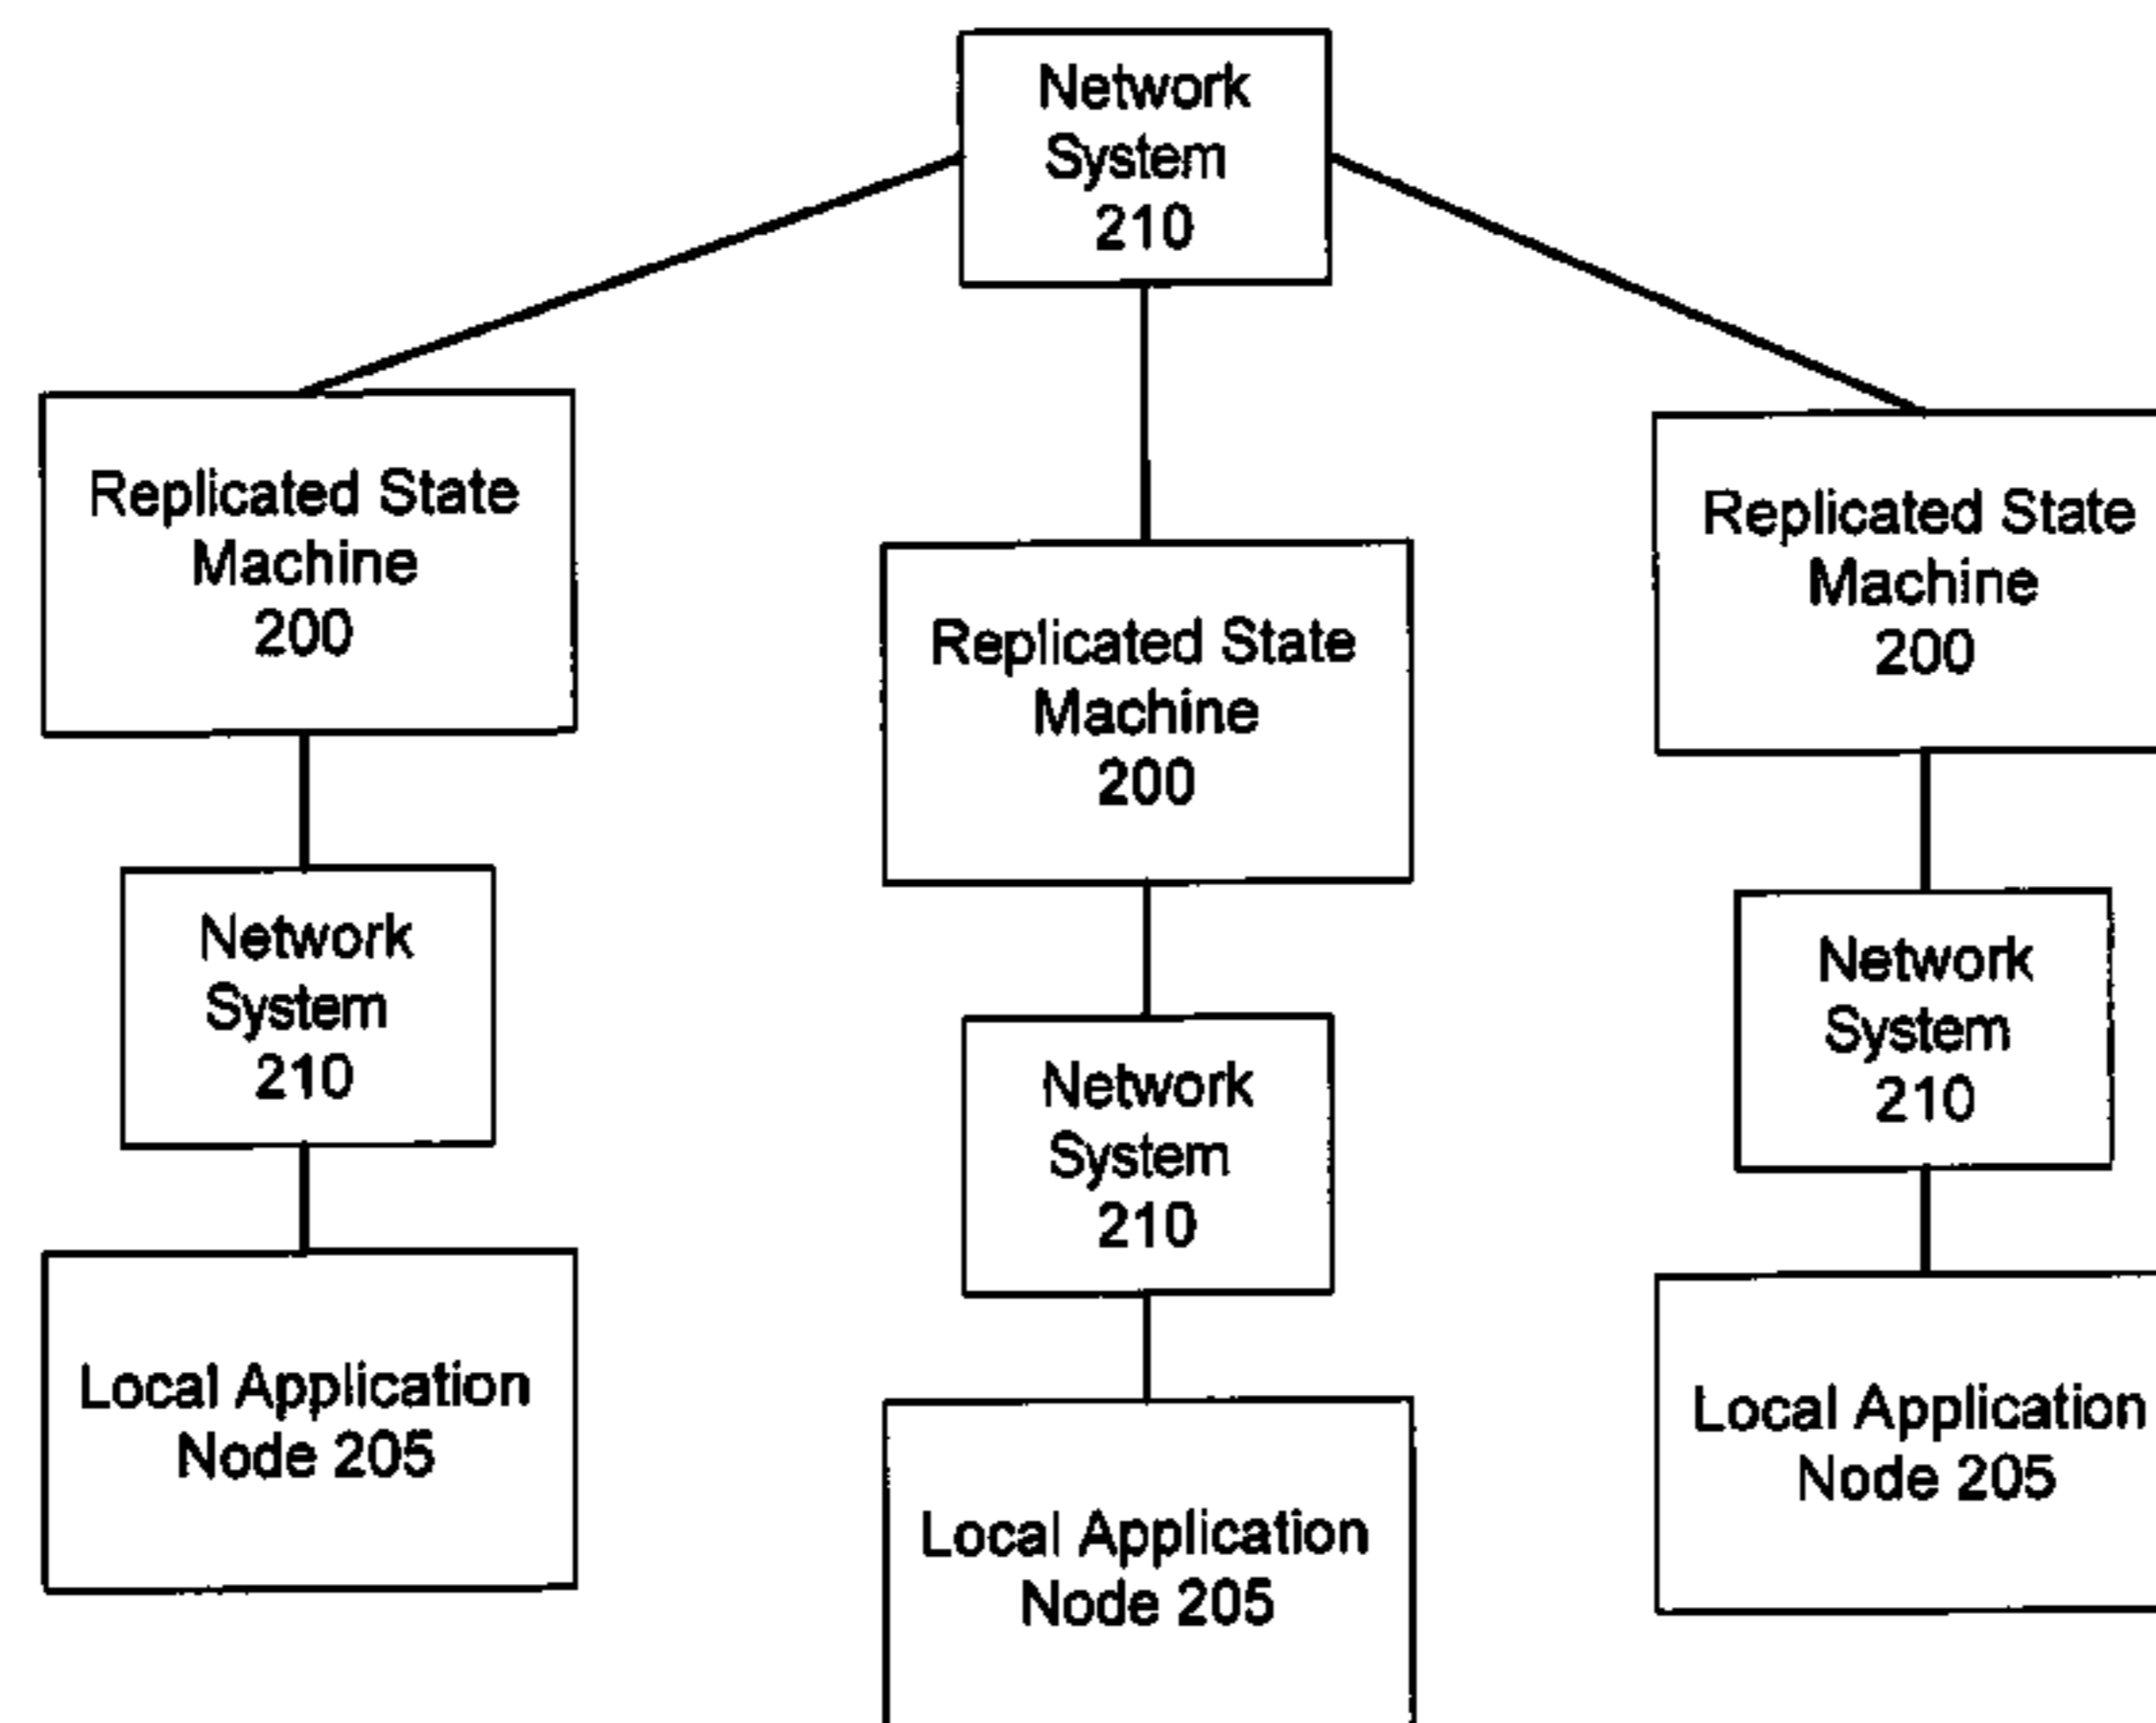 Network
System
210
Replicated State
Machine
200
Replicated State
Machine
200
Replicated State
Machine
200
Network
System
210
Network
System
210
Network
System
210
Local Application
Node 205
Local Application
Node 205
Local Application
Node 205